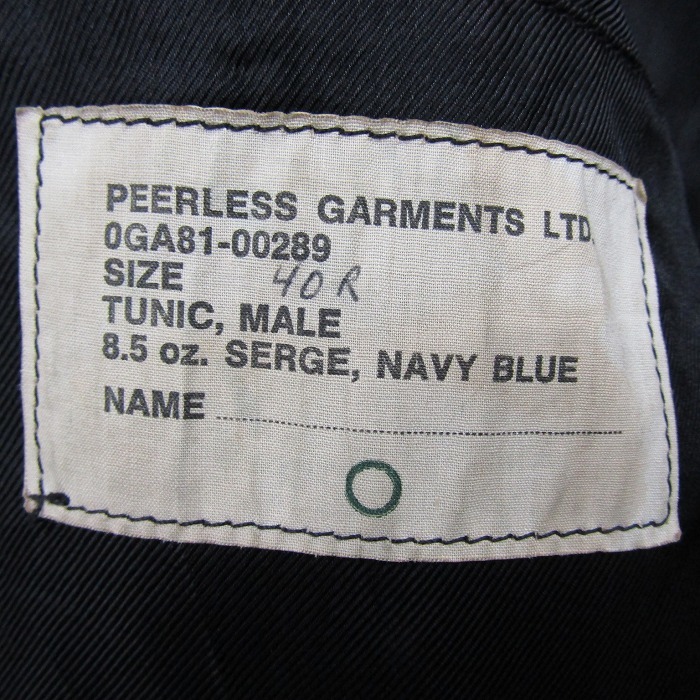 PEERLESS GARMENTS LTD.
0GA81-00289
SIZE 40R
TUNIC, MALE
8.5 oz. SERGE, NAVY BLUE
NAME